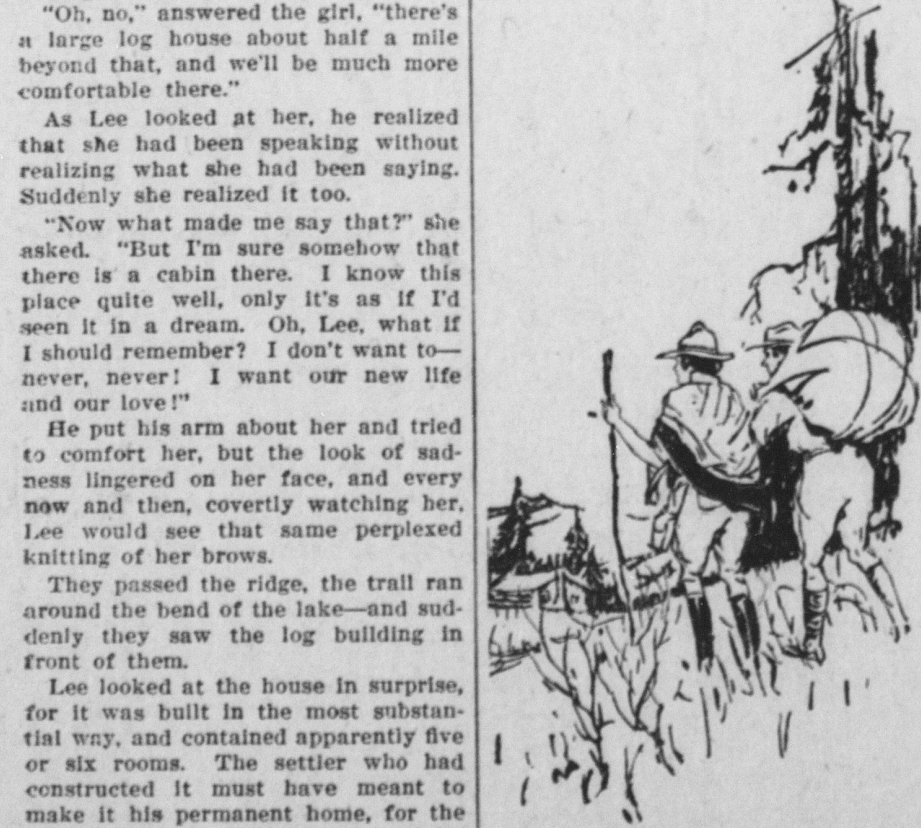 "Oh, no," answered the girl, "there's
a large log house about half a mile
beyond that, and we'll be much more
comfortable there."
As Lee looked at her, he realized
that she had been speaking without
realizing what she had been saying.
Suddenly she realized it too.
"Now what made me say that?" she
asked. "But I'm sure somehow that
there is a cabin there. I know this
place quite well, only it's as if I'd
seen it in a dream. Oh, Lee, what if
I should remember? I don't want to—
never, never! I want our new life
and our love!"
He put his arm about her and tried
to comfort her, but the look of sad-
ness lingered on her face, and every
now and then, covertly watching her,
Lee would see that same perplexed
knitting of her brows.
They passed the ridge, the trail ran
around the bend of the lake—and sud-
denly they saw the log building in
front of them.
Lee looked at the house in surprise,
for it was built in the most substan-
tial way, and contained apparently five
or six rooms. The settler who had
constructed it must have meant to
make it his permanent home, for the